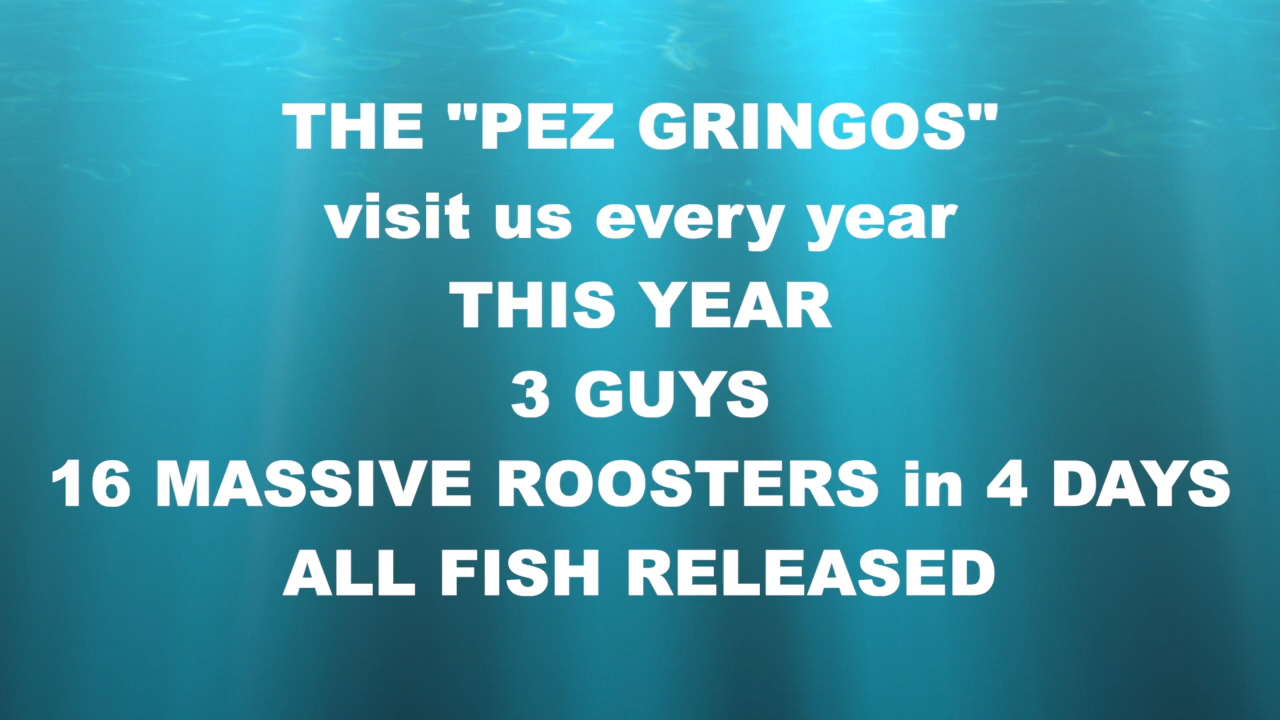 THE "PEZ GRINGOS"
visit us every year
THIS YEAR
3 GUYS
16 MASSIVE ROOSTERS in 4 DAYS
ALL FISH RELEASED